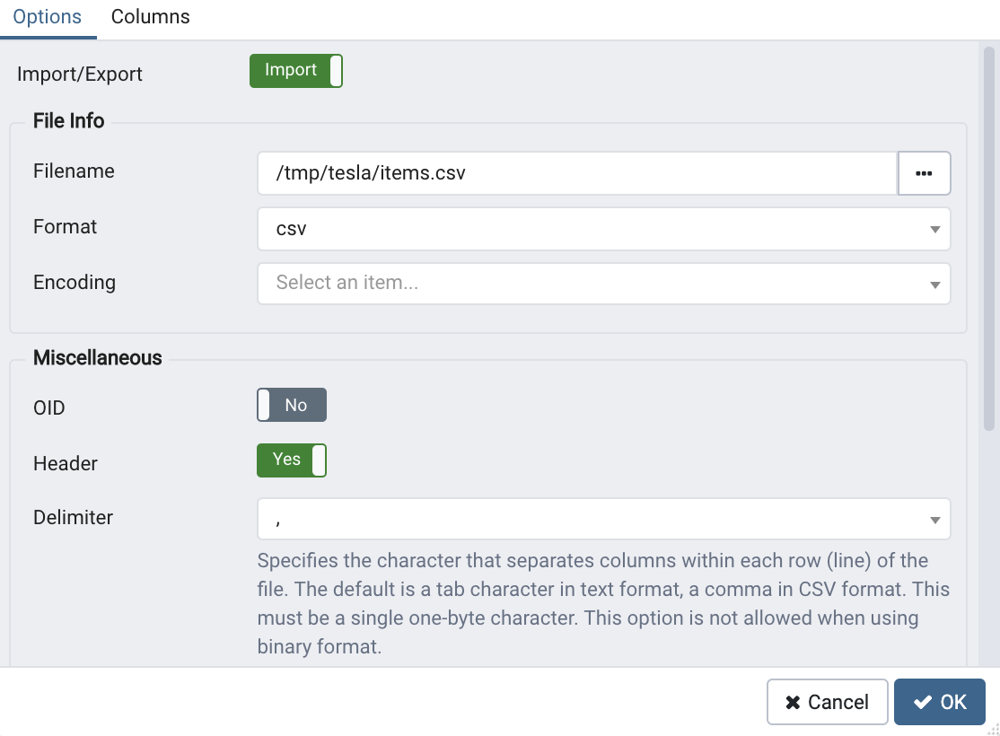 Options Columns
Import/Export Import
File Info
Filename /tmp/tesla/items.csv •••
Format csv
Encoding Select an item...
Miscellaneous
OID No
Header Yes
Delimiter ,
Specifies the character that separates columns within each row (line) of the
file. The default is a tab character in text format, a comma in CSV format. This
must be a single one-byte character. This option is not allowed when using
binary format.
Cancel OK